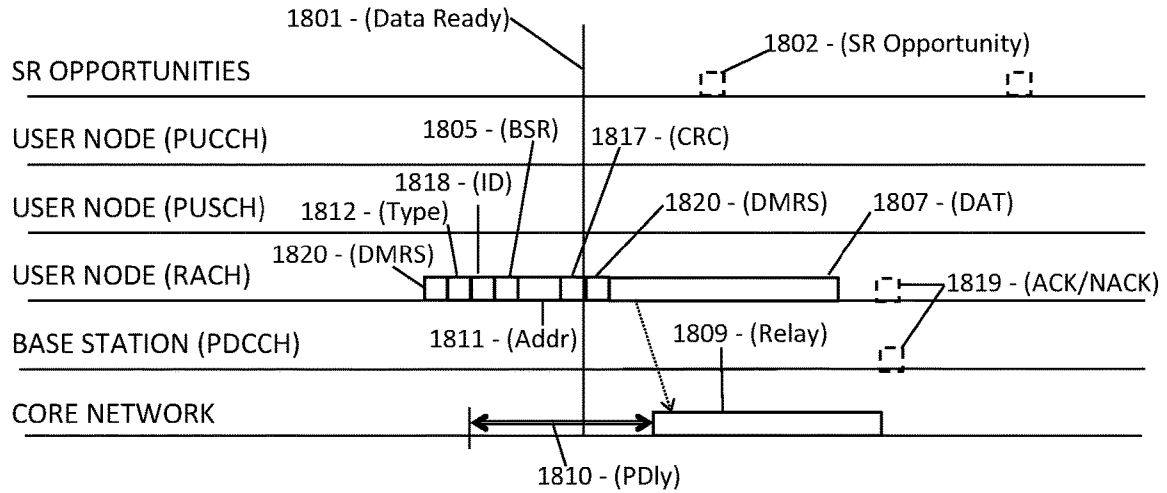 1801 - (Data Ready)
1802 - (SR Opportunity)
SR OPPORTUNITIES
1805 - (BSR)
1817 - (CRC)
USER NODE (PUCCH)
1818 - (ID)
USER NODE (PUSCH)
1812 - (Type)
1820 - (DMRS)
1807 - (DAT)
1820 - (DMRS)
USER NODE (RACH)
1819 - (ACK/NACK)
1811 - (Addr)
1809 - (Relay)
BASE STATION (PDCCH)
CORE NETWORK
1810 - (PDly)